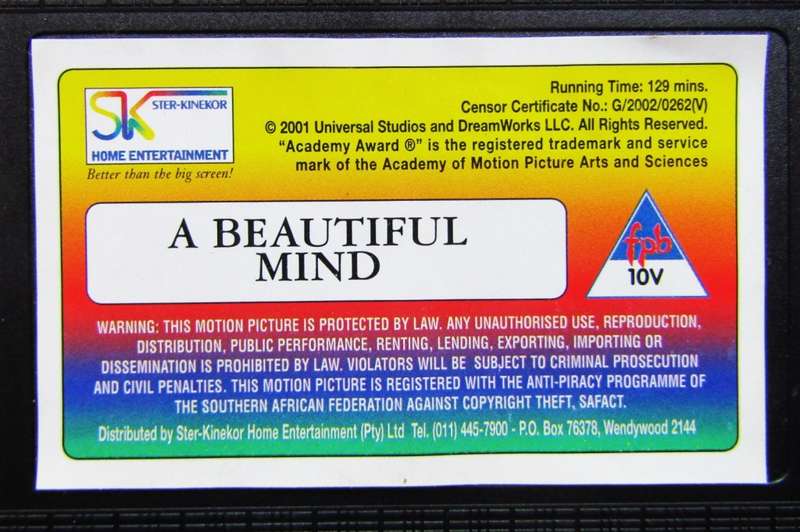 SK STER-KINEKOR
HOME ENTERTAINMENT
Better than the big screen!
Running Time: 129 mins.
Censor Certificate No.: G/2002/0262(V)
© 2001 Universal Studios and DreamWorks LLC. All Rights Reserved.
“Academy Award ®” is the registered trademark and service
mark of the Academy of Motion Picture Arts and Sciences
A BEAUTIFUL
MIND
fpb
10V
WARNING: THIS MOTION PICTURE IS PROTECTED BY LAW. ANY UNAUTHORISED USE, REPRODUCTION,
DISTRIBUTION, PUBLIC PERFORMANCE, RENTING, LENDING, EXPORTING, IMPORTING OR
DISSEMINATION IS PROHIBITED BY LAW. VIOLATORS WILL BE SUBJECT TO CRIMINAL PROSECUTION
AND CIVIL PENALTIES. THIS MOTION PICTURE IS REGISTERED WITH THE ANTI-PIRACY PROGRAMME OF
THE SOUTHERN AFRICAN FEDERATION AGAINST COPYRIGHT THEFT, SAFACT.
Distributed by Ster-Kinekor Home Entertainment (Pty) Ltd Tel. (011) 445-7900 - P.O. Box 76378, Wendywood 2144